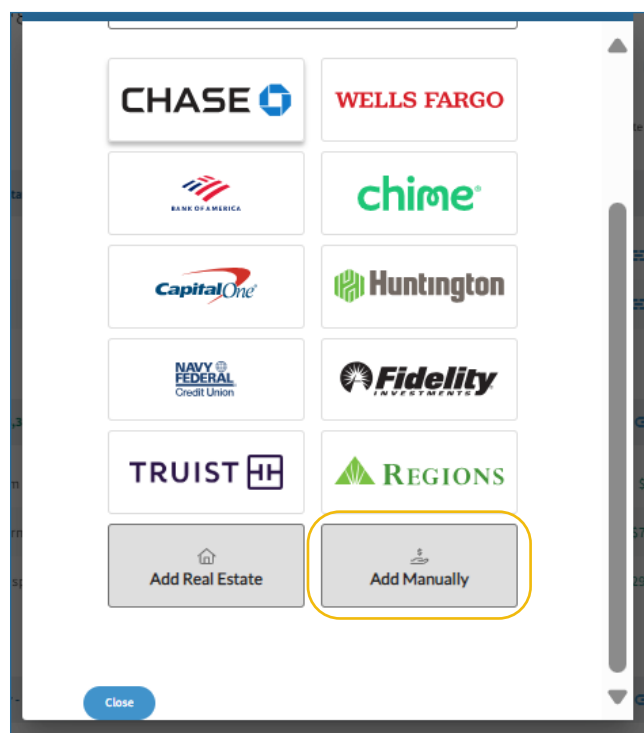 CHASE
WELLS FARGO
BANK OF AMERICA
chime
Capital One
Huntington
NAVY
FEDERAL
Credit Union
Fidelity
INVESTMENTS
TRUIST
REGIONS
Add Real Estate
$
Add Manually
Close